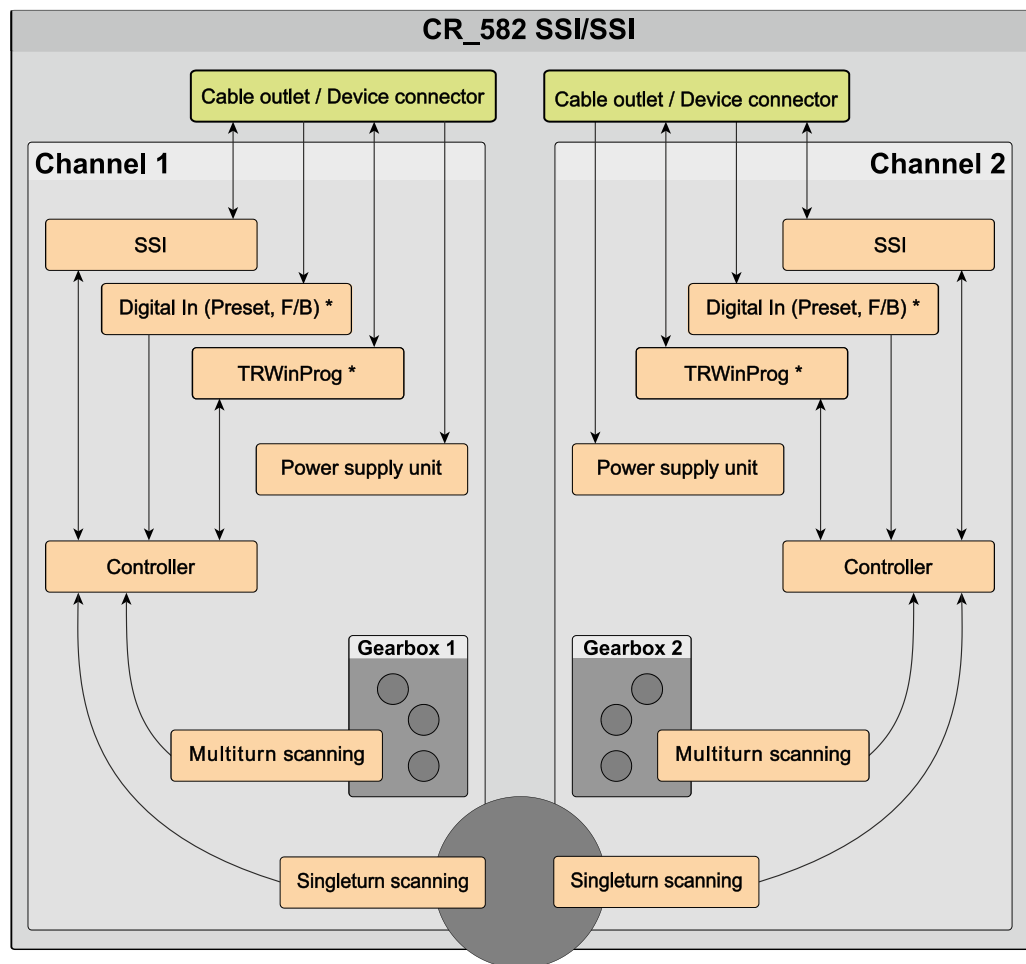 CR_582 SSI/SSI
Cable outlet / Device connector
Cable outlet / Device connector
Channel 1
Channel 2
SSI
SSI
Digital In (Preset, F/B) *
Digital In (Preset, F/B) *
TRWinProg *
TRWinProg *
Power supply unit
Power supply unit
Controller
Controller
Gearbox 1
Gearbox 2
Multiturn scanning
Multiturn scanning
Singleturn scanning
Singleturn scanning